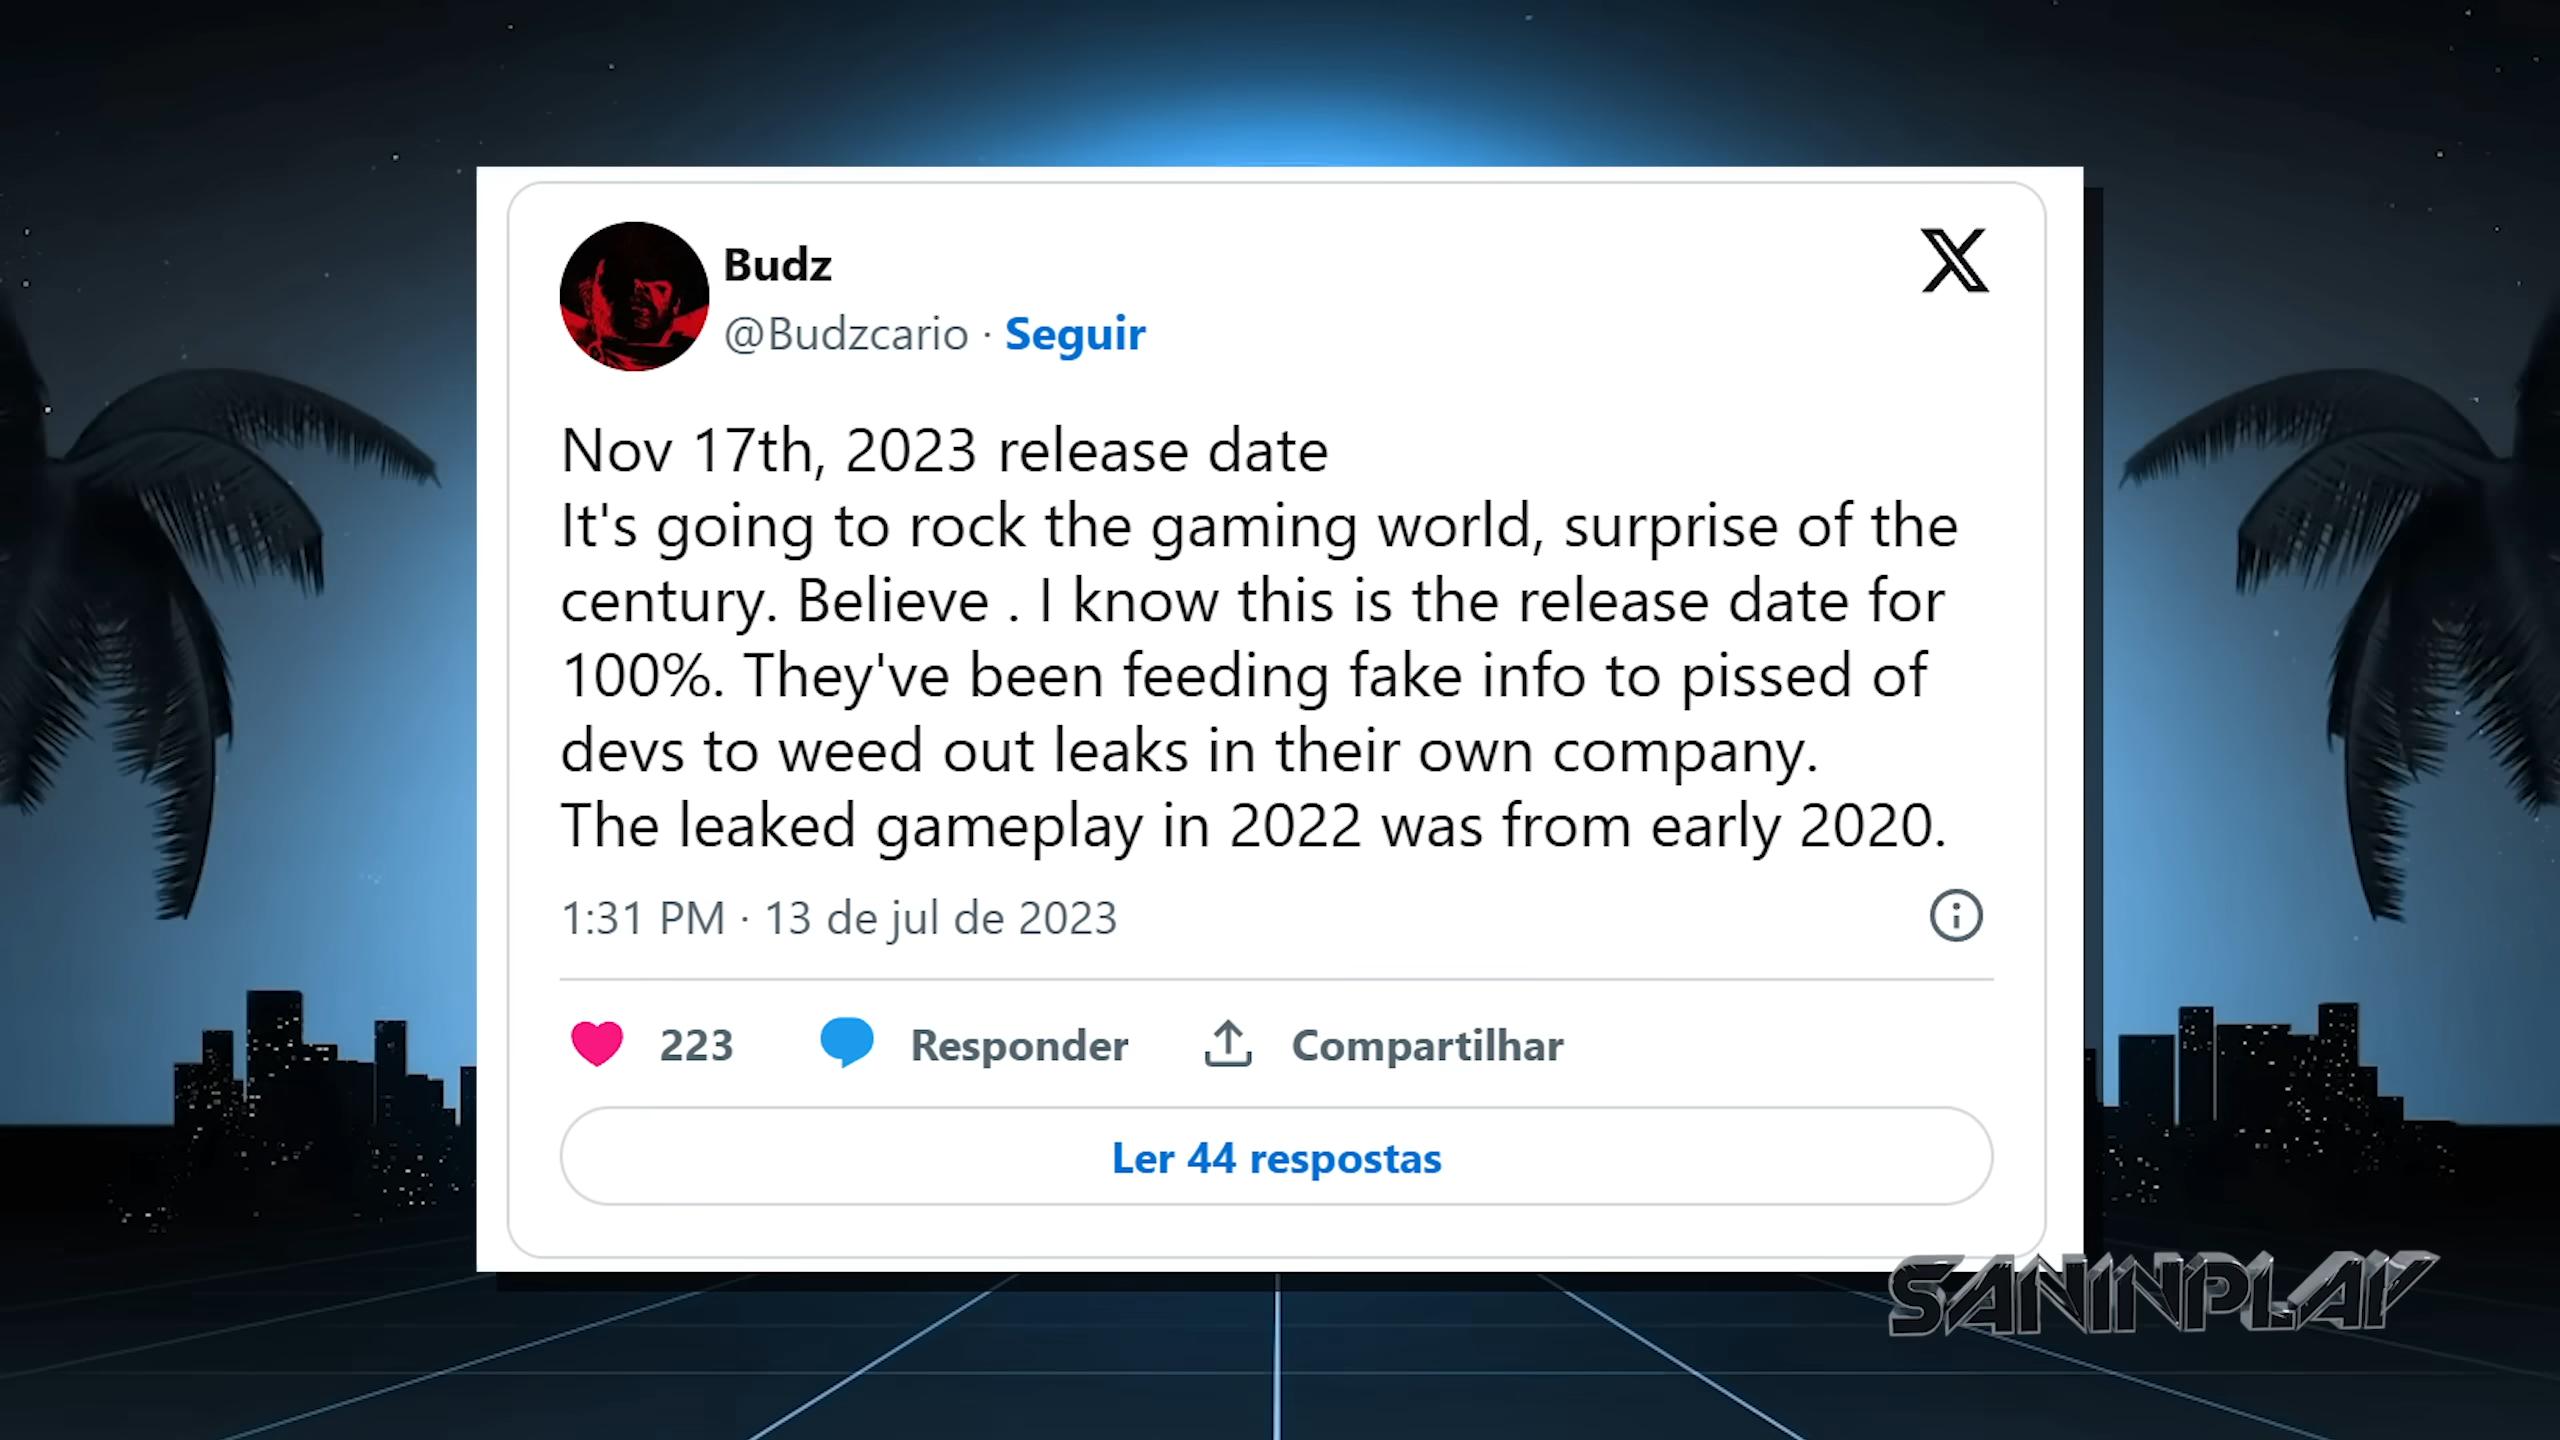 Budz
@Budzcario · Seguir
Nov 17th, 2023 release date
It's going to rock the gaming world, surprise of the
century. Believe . I know this is the release date for
100%. They've been feeding fake info to pissed of
devs to weed out leaks in their own company.
The leaked gameplay in 2022 was from early 2020.
1:31 PM · 13 de jul de 2023
223 Responder Compartilhar
Ler 44 respostas
SANINPLAY